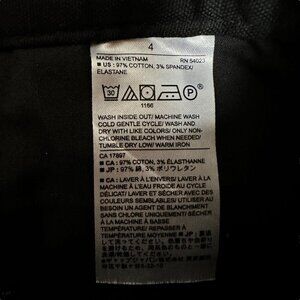 4
MADE IN VIETNAM RN 54023
■ US: 97% COTTON, 3% SPANDEX/
ELASTANE
30 P
1166
WASH INSIDE OUT/ MACHINE WASH
COLD GENTLE CYCLE/ WASH AND
DRY WITH LIKE COLORS/ ONLY NON-
CHLORINE BLEACH WHEN NEEDED/
TUMBLE DRY LOW/ WARM IRON
CA 17897
■ CA: 97% COTON, 3% ÉLASTHANNE
■ JP: 97% 綿, 3% ポリウレタン
■ CA: LAVER À L'ENVERS/ LAVER À LA
MACHINE À L'EAU FROIDE AU CYCLE
DÉLICAT/ LAVER ET SÉCHER AVEC DES
COULEURS SEMBLABLES/ UTILISER AU
BESOIN UN AGENT DE BLANCHIMENT
SANS CHLORE/ SÉCHER À BASSE
TEMPÉRATURE/ REPASSER À
TEMPÉRATURE MOYENNE